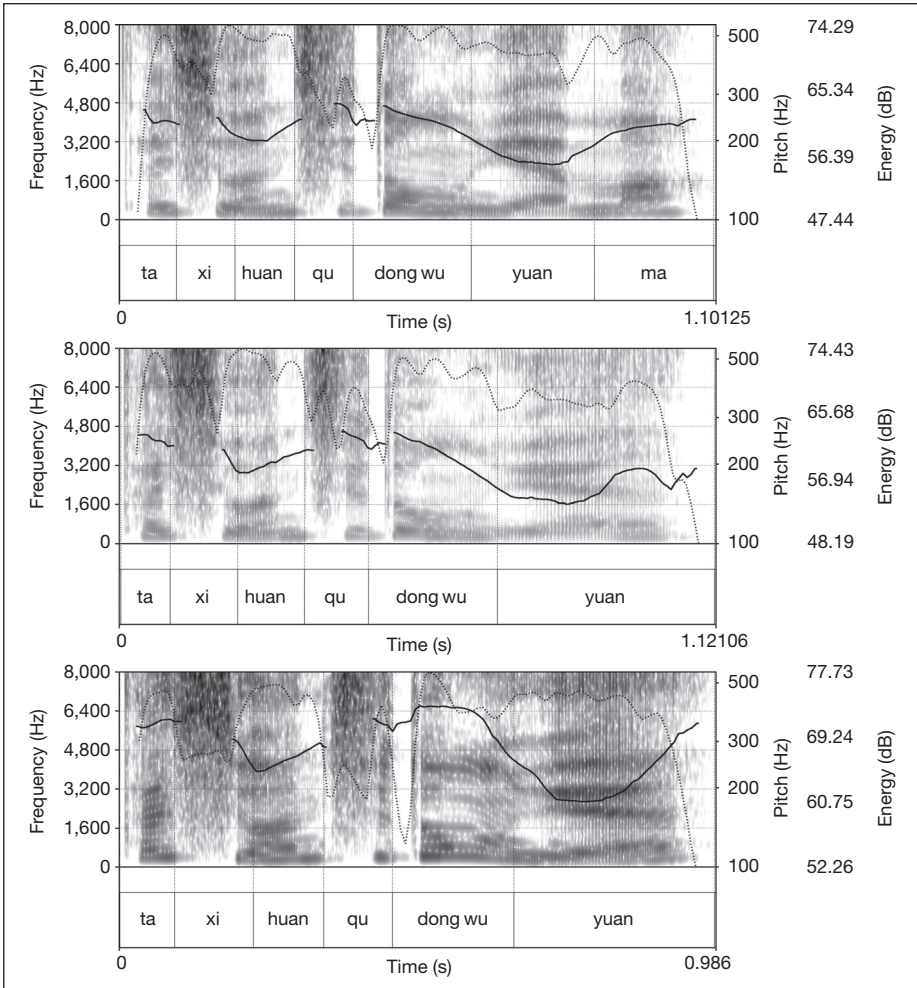 8,000 500 74.29
6,400 65.34
300
4,800
3,200 200 56.39
1,600
0 100 47.44
Frequency (Hz)
Pitch (Hz)
Energy (dB)
ta xi huan qu dong wu yuan ma
0 Time (s) 1.10125
8,000 500 74.43
6,400 65.68
300
4,800
3,200 200 56.94
1,600
0 100 48.19
Frequency (Hz)
Pitch (Hz)
Energy (dB)
ta xi huan qu dong wu yuan
0 Time (s) 1.12106
8,000 500 77.73
6,400 69.24
300
4,800
3,200 200 60.75
1,600
0 100 52.26
Frequency (Hz)
Pitch (Hz)
Energy (dB)
ta xi huan qu dong wu yuan
0 Time (s) 0.986